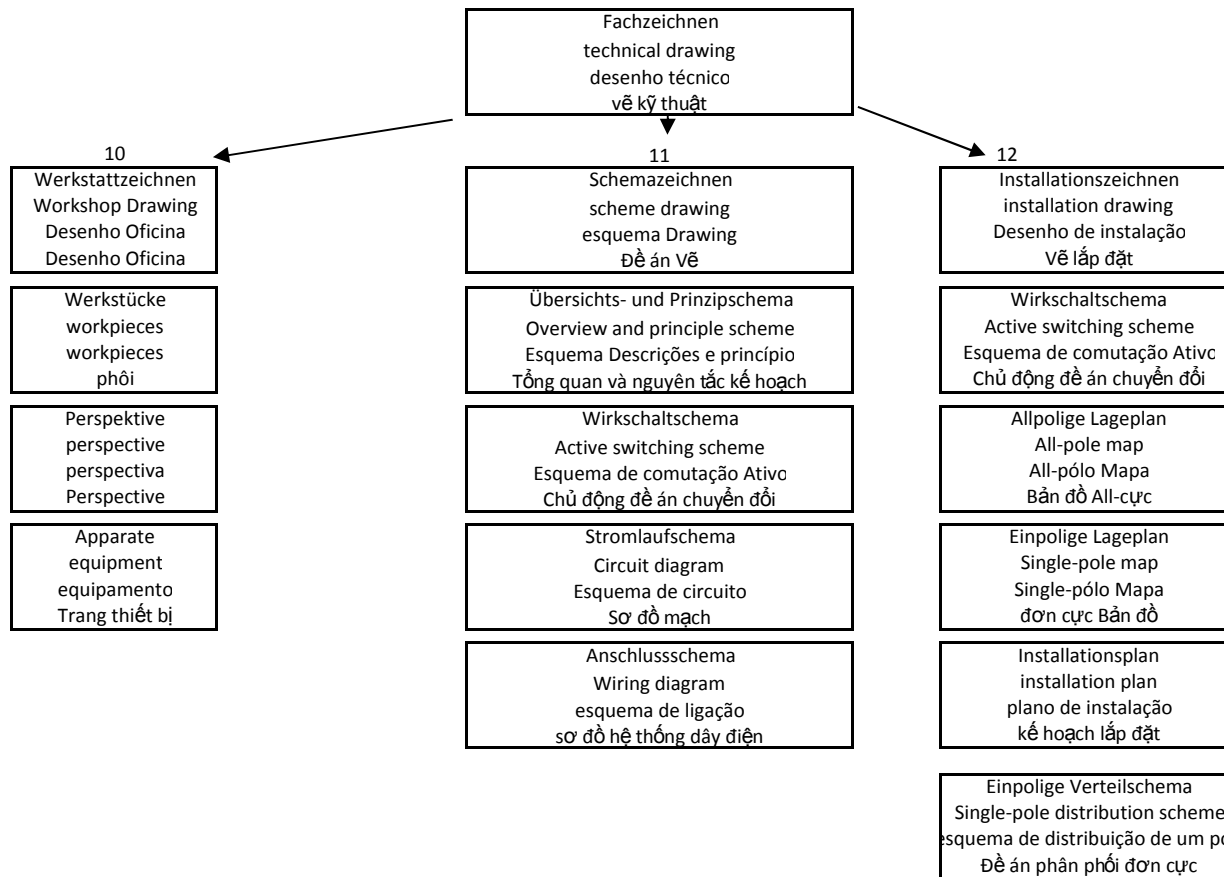 Fachzeichnen
technical drawing
desenho técnico
vẽ kỹ thuật
10
Werkstattzeichnen
Workshop Drawing
Desenho Oficina
Desenho Oficina
Werkstücke
workpieces
workpieces
phôi
Perspektive
perspective
perspectiva
Perspective
Apparate
equipment
equipamento
Trang thiết bị
11
Schemazeichnen
scheme drawing
esquema Drawing
Đề án Vẽ
Übersichts- und Prinzipschema
Overview and principle scheme
Esquema Descrições e princípio
Tổng quan và nguyên tắc kế hoạch
Wirkschaltschema
Active switching scheme
Esquema de comutação Ativo
Chủ động đề án chuyển đổi
Stromlaufschema
Circuit diagram
Esquema de circuito
Sơ đồ mạch
Anschlussschema
Wiring diagram
esquema de ligação
sơ đồ hệ thống dây điện
12
Installationszeichnen
installation drawing
Desenho de instalação
Vẽ lắp đặt
Wirkschaltschema
Active switching scheme
Esquema de comutação Ativo
Chủ động đề án chuyển đổi
Allpolige Lageplan
All-pole map
All-pólo Mapa
Bản đồ All-cực
Einpolige Lageplan
Single-pole map
Single-pólo Mapa
đơn cực Bản đồ
Installationsplan
installation plan
plano de instalação
kế hoạch lắp đặt
Einpolige Verteilschema
Single-pole distribution scheme
esquema de distribuição de um
Đề án phân phối đơn cực